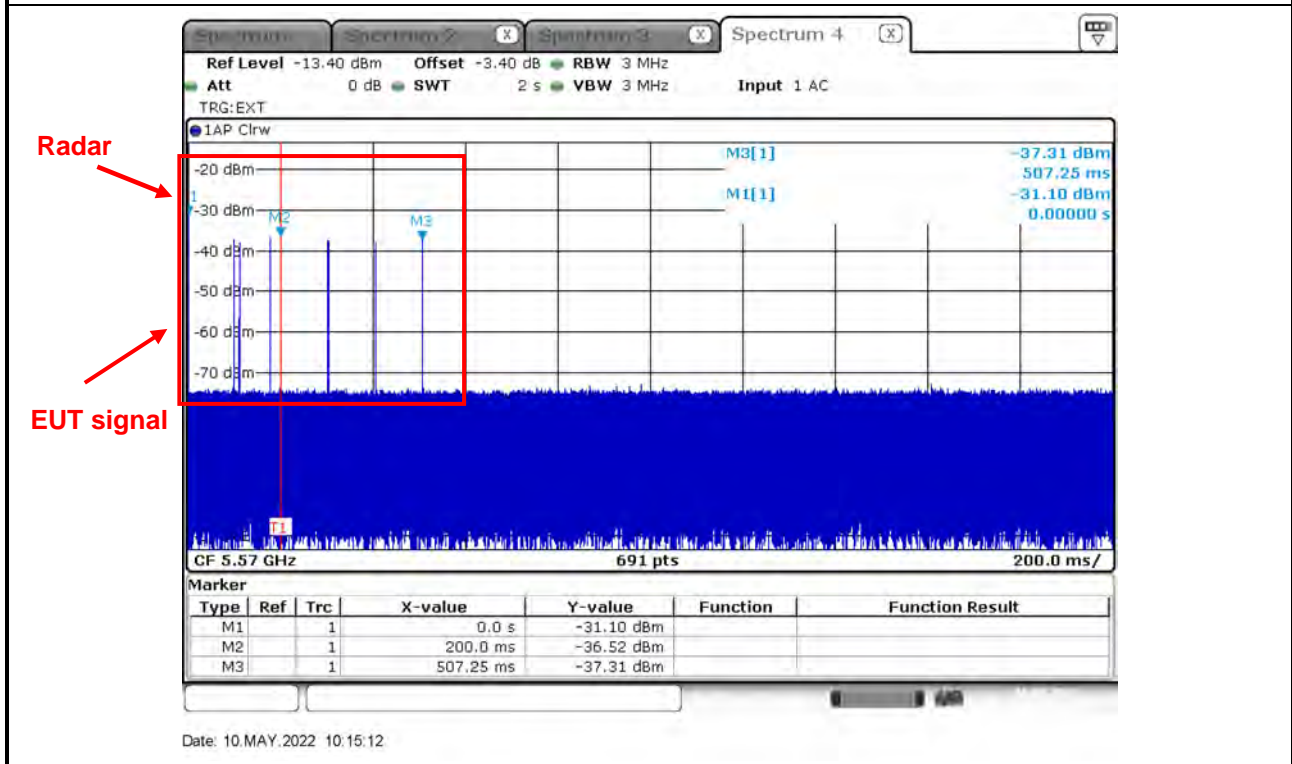 Spectrum 2 X Spectrum 3 X Spectrum 4 X
Ref Level -13.40 dBm Offset -3.40 dB RBW 3 MHz
Att 0 dB SWT 2 s VBW 3 MHz Input 1 AC
TRG:EXT
1AP Clrw
Radar
M3[1] -37.31 dBm
507.25 ms
M1[1] -31.10 dBm
0.00000 s
-20 dBm
1
-30 dBm
M2
M3
-40 dBm
-50 dBm
-60 dBm
-70 dBm
EUT signal
T1
CF 5.57 GHz 691 pts 200.0 ms/
Marker
Type Ref Trc X-value Y-value Function Function Result
M1 1 0.0 s -31.10 dBm
M2 1 200.0 ms -36.52 dBm
M3 1 507.25 ms -37.31 dBm
Date: 10.MAY.2022 10:15:12